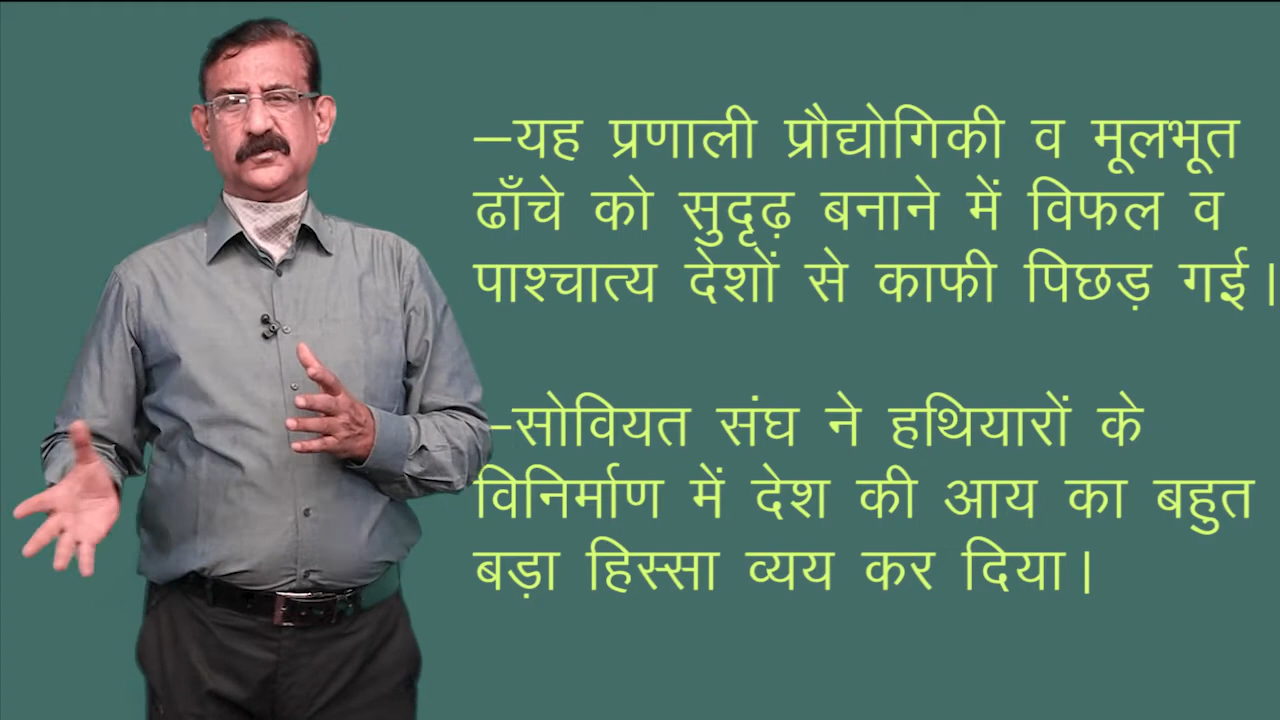 –यह प्रणाली प्रौद्योगिकी व मूलभूत
ढाँचे को सुदृढ़ बनाने में विफल व
पाश्चात्य देशों से काफी पिछड़ गई।
-सोवियत संघ ने हथियारों के
विनिर्माण में देश की आय का बहुत
बड़ा हिस्सा व्यय कर दिया।